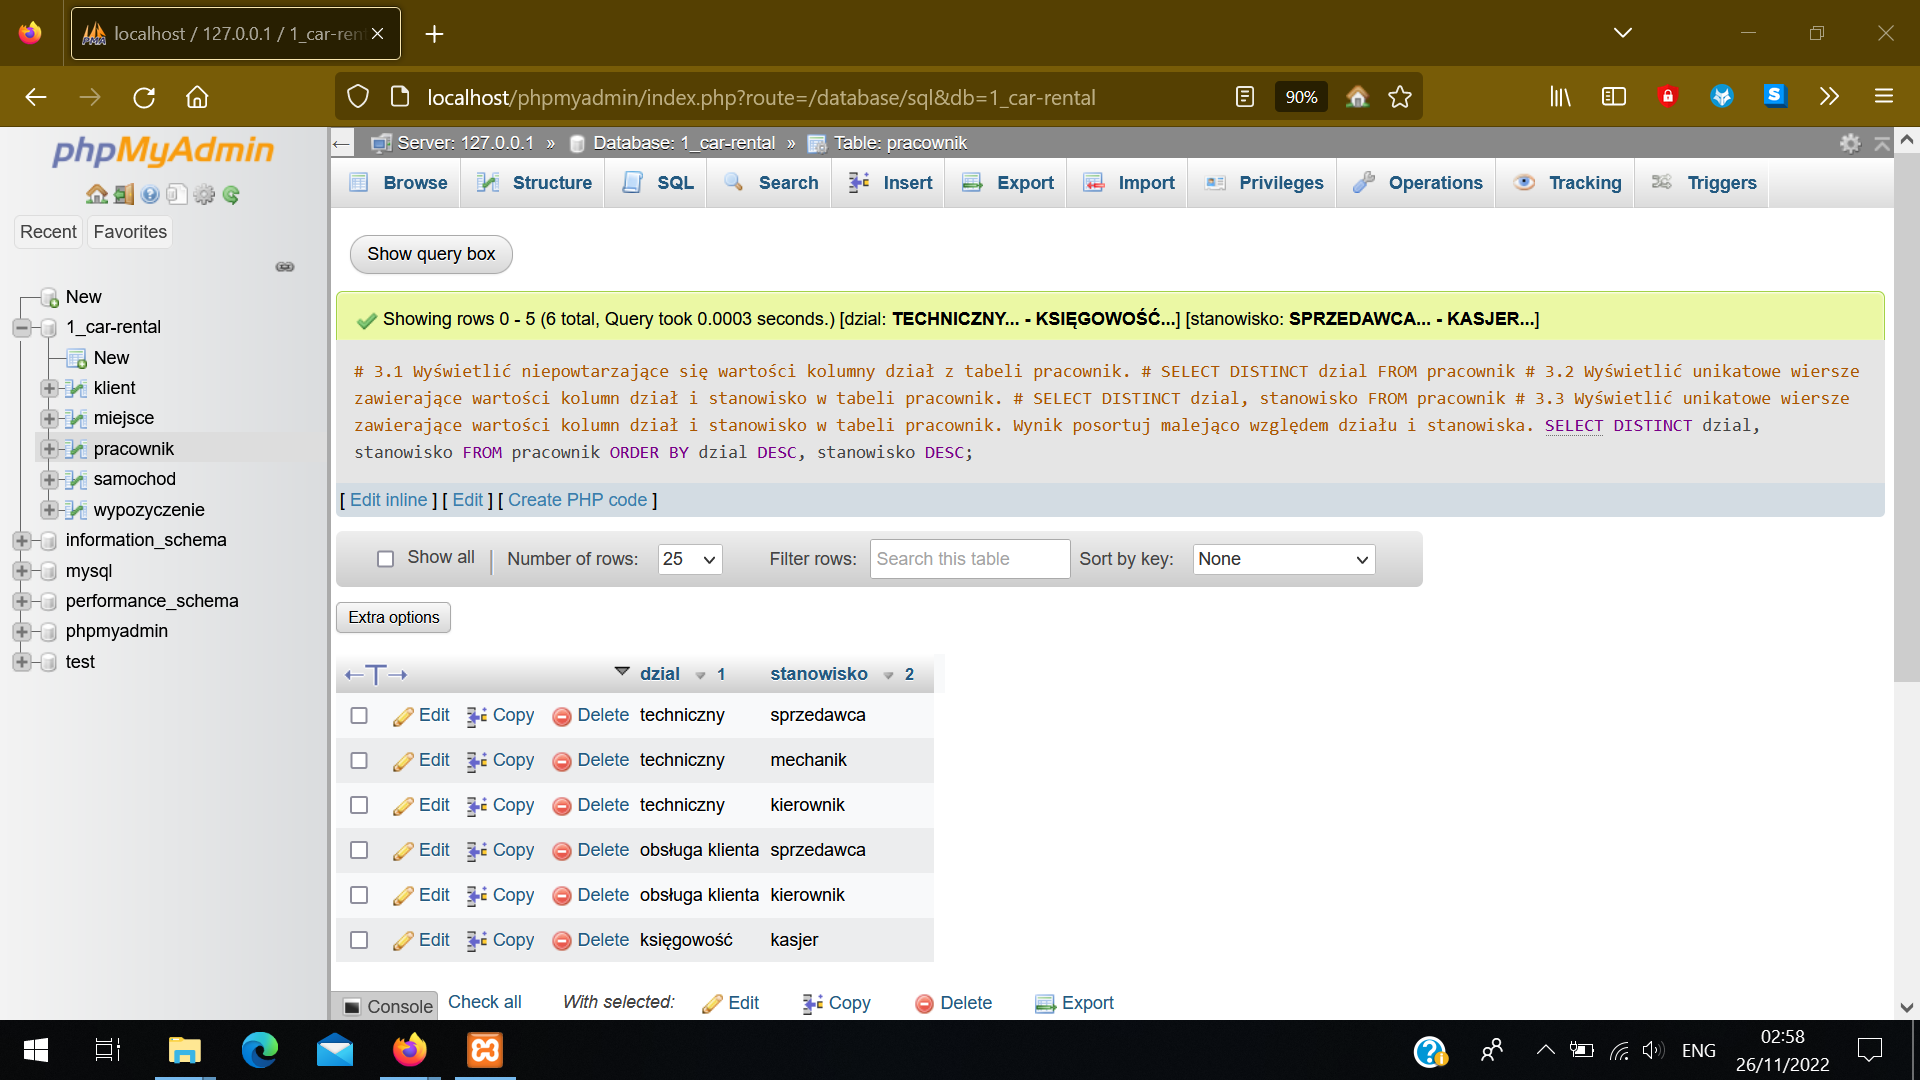 localhost / 127.0.0.1 / 1_car-ren
localhost/phpmyadmin/index.php?route=/database/sql&db=1_car-rental
90%
phpMyAdmin
Recent
Favorites
New
1_car-rental
New
klient
miejsce
pracownik
samochod
wypozyczenie
information_schema
mysql
performance_schema
phpmyadmin
test
Server: 127.0.0.1 » Database: 1_car-rental » Table: pracownik
Browse Structure SQL Search Insert Export Import Privileges Operations Tracking Triggers
Show query box
Showing rows 0 - 5 (6 total, Query took 0.0003 seconds.) [dzial: TECHNICZNY... - KSIĘGOWOŚĆ...] [stanowisko: SPRZEDAWCA... - KASJER...]
# 3.1 Wyświetlić niepowtarzające się wartości kolumny dział z tabeli pracownik. # SELECT DISTINCT dzial FROM pracownik # 3.2 Wyświetlić unikatowe wiersze
zawierające wartości kolumn dział i stanowisko w tabeli pracownik. # SELECT DISTINCT dzial, stanowisko FROM pracownik # 3.3 Wyświetlić unikatowe wiersze
zawierające wartości kolumn dział i stanowisko w tabeli pracownik. Wynik posortuj malejąco względem działu i stanowiska. SELECT DISTINCT dzial,
stanowisko FROM pracownik ORDER BY dzial DESC, stanowisko DESC;
[ Edit inline ] [ Edit ] [ Create PHP code ]
Show all Number of rows: 25 Filter rows: Search this table Sort by key: None
Extra options
dzial 1 stanowisko 2
Edit Copy Delete techniczny sprzedawca
Edit Copy Delete techniczny mechanik
Edit Copy Delete techniczny kierownik
Edit Copy Delete obsługa klienta sprzedawca
Edit Copy Delete obsługa klienta kierownik
Edit Copy Delete księgowość kasjer
Console Check all With selected: Edit Copy Delete Export
ENG
02:58
26/11/2022